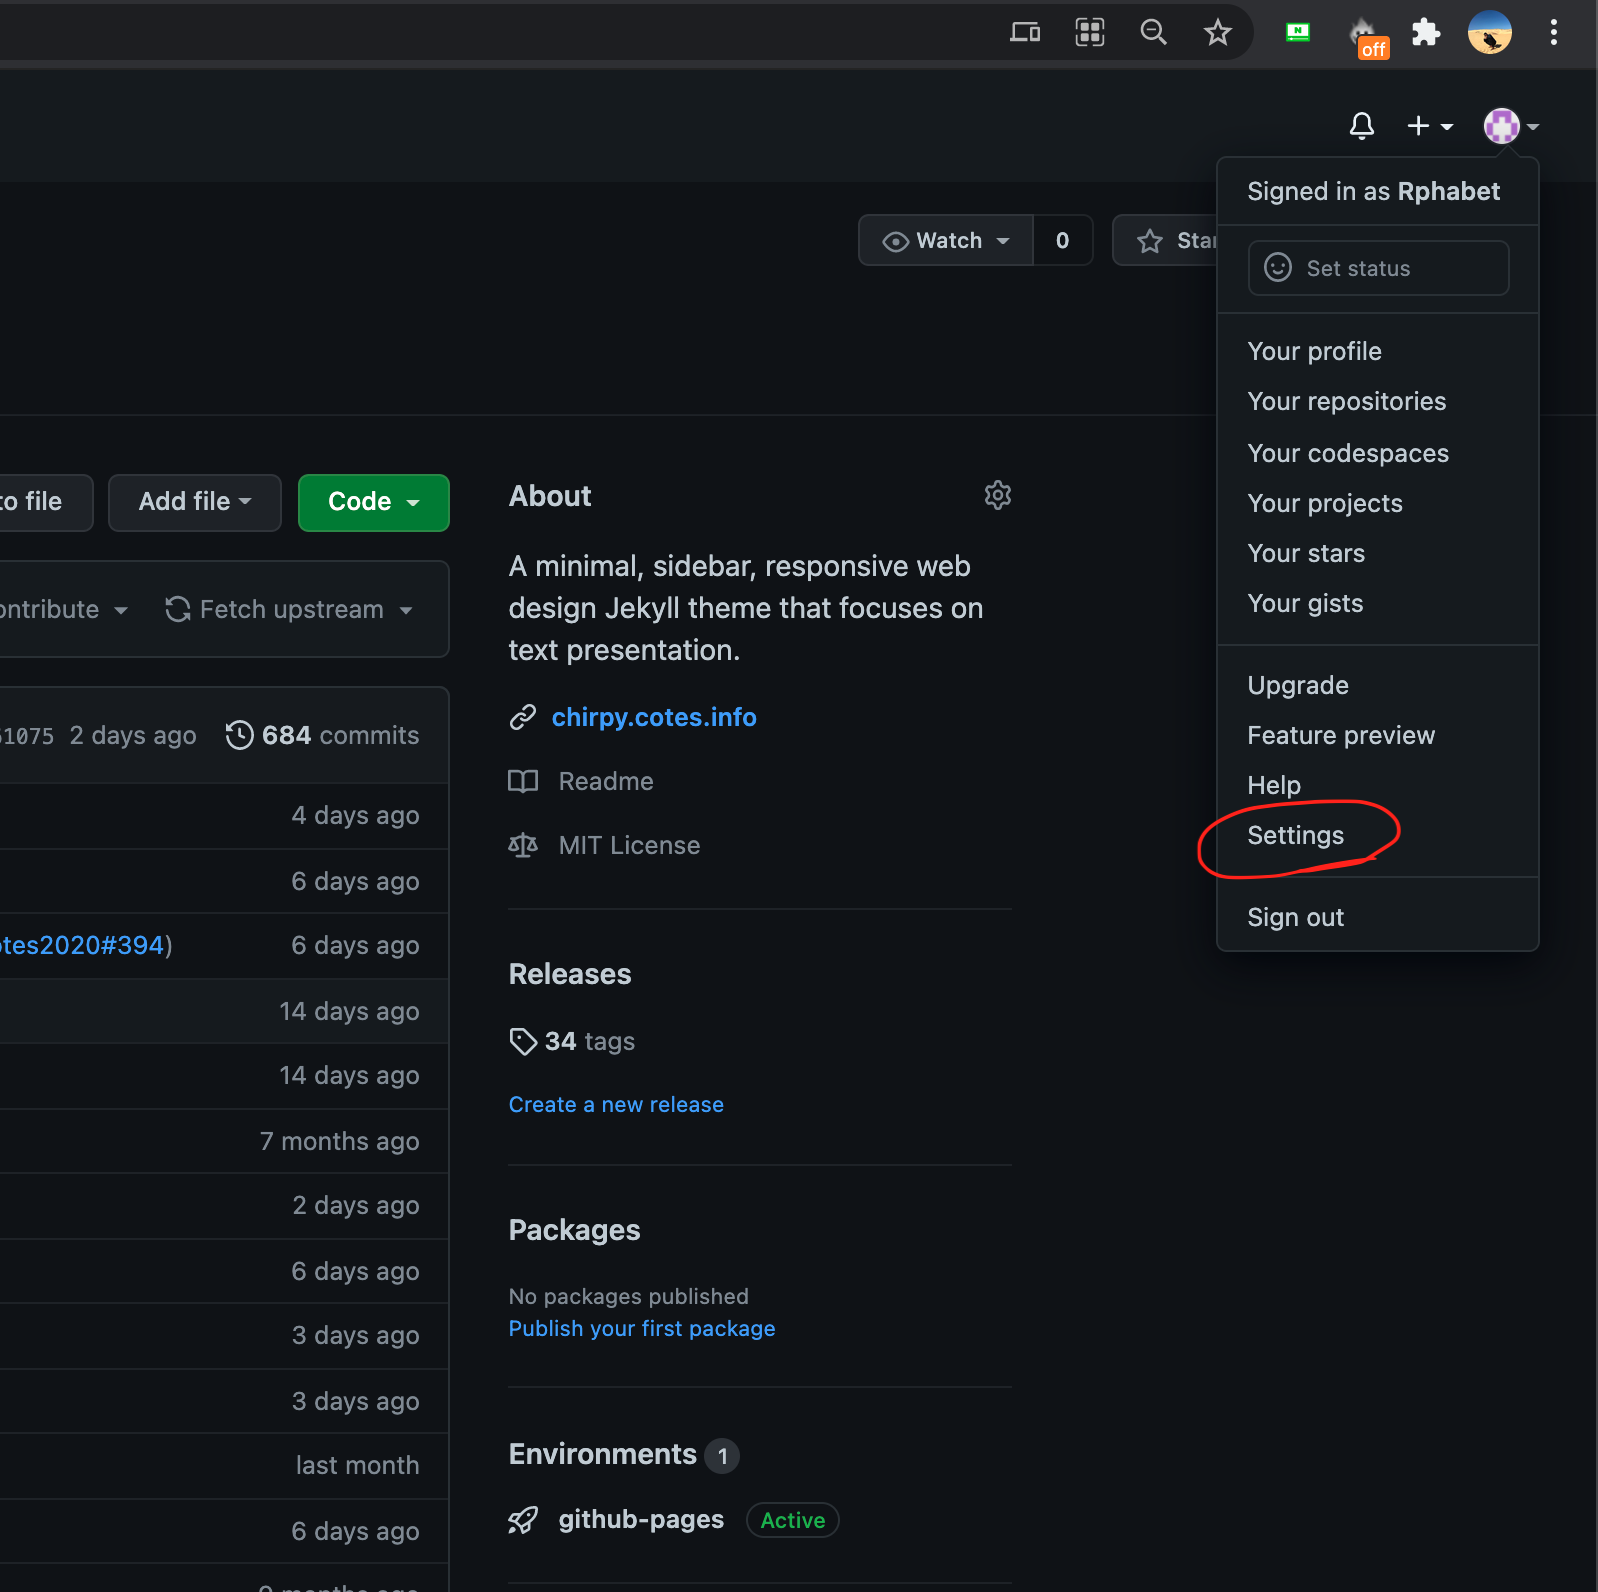 N
off
Signed in as Rphabet
Watch 0
Star
Set status
Your profile
Your repositories
Your codespaces
Your projects
Your stars
Your gists
Upgrade
Feature preview
Help
Settings
Sign out
to file
Add file
Code
ontribute
Fetch upstream
61075 2 days ago 684 commits
4 days ago
6 days ago
otes2020#394) 6 days ago
14 days ago
14 days ago
7 months ago
2 days ago
6 days ago
3 days ago
3 days ago
last month
6 days ago
months ago
About
A minimal, sidebar, responsive web
design Jekyll theme that focuses on
text presentation.
chirpy.cotes.info
Readme
MIT License
Releases
34 tags
Create a new release
Packages
No packages published
Publish your first package
Environments 1
github-pages Active